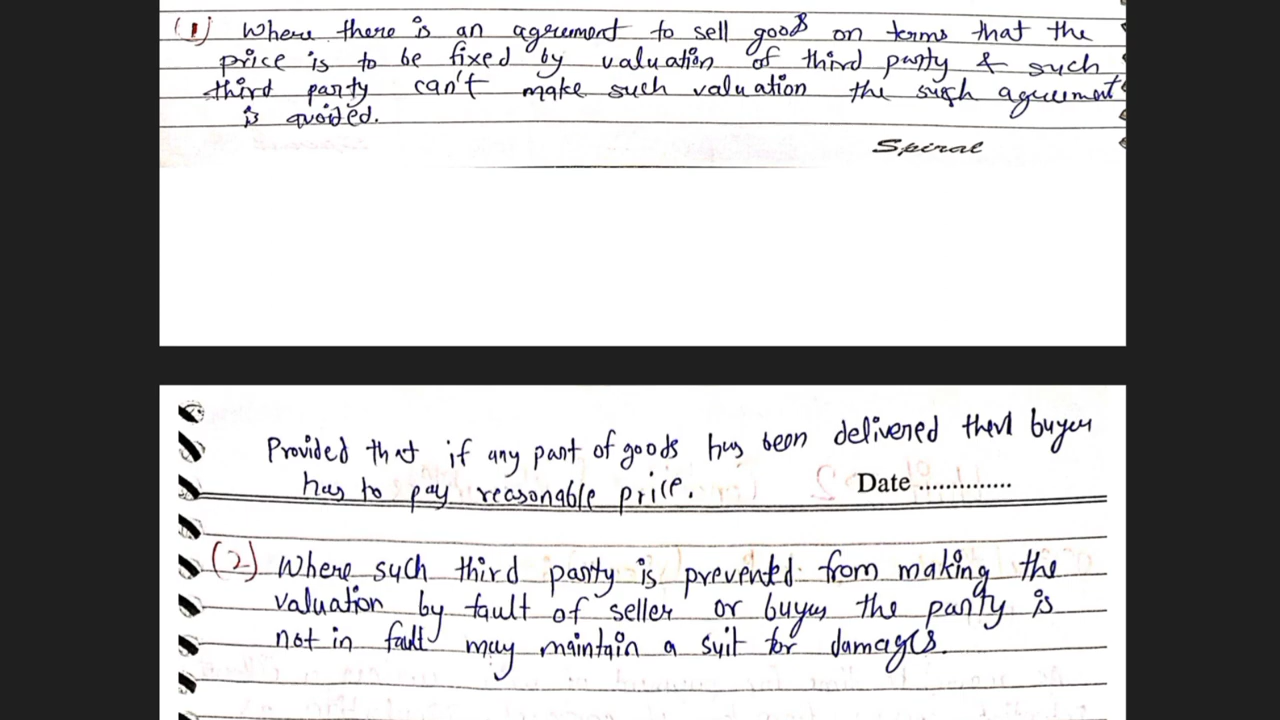 (1) Where there is an agreement to sell goods on terms that the
price is to be fixed by valuation of third party & such
third party can't make such valuation the such agreement
is avoided.
Spiral
Provided that if any part of goods has been delivered then buyer
has to pay reasonable price.
Date ..............
(2) Where such third party is prevented from making the
valuation by fault of seller or buyer the party is
not in fault may maintain a suit for damages.